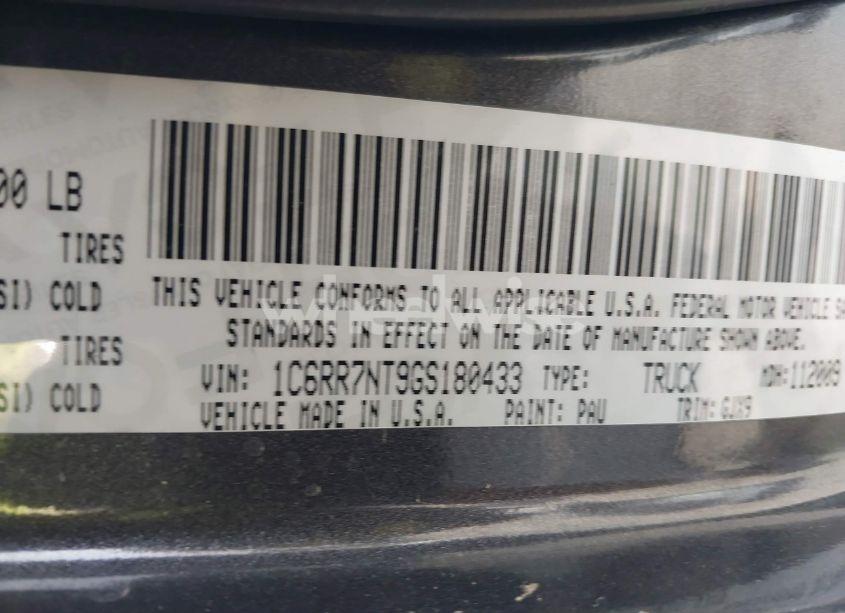 00 LB
TIRES
SI) COLD
TIRES
SI) COLD
THIS VEHICLE CONFORMS TO ALL APPLICABLE U.S.A. FEDERAL MOTOR VEHICLE SA
STANDARDS IN EFFECT ON THE DATE OF MANUFACTURE SHOWN ABOVE.
VIN: 1C6RR7NT9GS180433 TYPE: TRUCK MDH:112009
VEHICLE MADE IN U.S.A. PAINT: PAU TRIM: GJX9